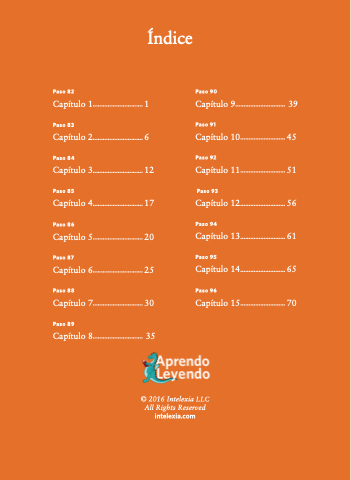 Índice
Paso 82
Capítulo 1........................ 1
Paso 83
Capítulo 2........................ 6
Paso 84
Capítulo 3........................ 12
Paso 85
Capítulo 4........................ 17
Paso 86
Capítulo 5........................ 20
Paso 87
Capítulo 6........................ 25
Paso 88
Capítulo 7........................ 30
Paso 89
Capítulo 8........................ 35
Paso 90
Capítulo 9........................ 39
Paso 91
Capítulo 10...................... 45
Paso 92
Capítulo 11...................... 51
Paso 93
Capítulo 12...................... 56
Paso 94
Capítulo 13...................... 61
Paso 95
Capítulo 14...................... 65
Paso 96
Capítulo 15...................... 70
Aprendo
Leyendo
© 2016 Intelexia LLC
All Rights Reserved
intelexia.com